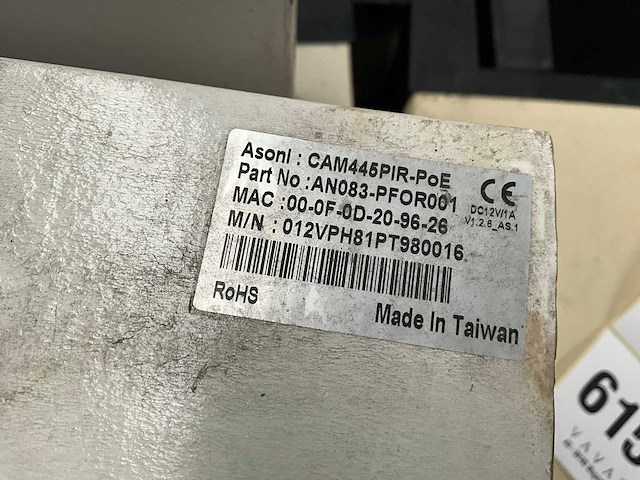 Asoni : CAM445PIR-PoE
Part No :AN083-PFOR001
MAC :00-0F-0D-20-96-26
M/N : 012VPH81PT980016
CE
DC12V/1A
V1.2.6_AS.1
RoHS
Made In Taiwan
615
VAVA